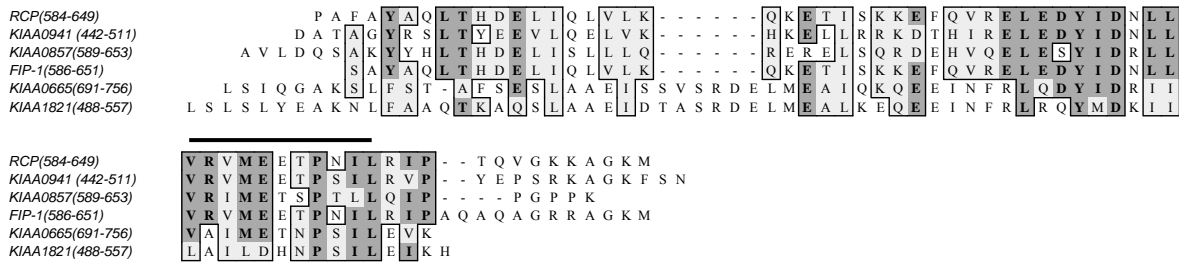 RCP(584-649) P A F A Y A Q L T H D E L I Q L V L K - - - - - - Q K E T I S K K E F Q V R E L E D Y I D N L L
KIAA0941 (442-511) D A T A G Y R S L T Y E E V L Q E L V K - - - - - - H K E L L R R K D T H I R E L E D Y I D N L L
KIAA0857(589-653) A V L D Q S A K Y Y H L T H D E L I S L L L Q - - - - - - R E R E L S Q R D E H V Q E L E S Y I D R L L
FIP-1(586-651) S A Y A Q L T H D E L I Q L V L K - - - - - - Q K E T I S K K E F Q V R E L E D Y I D N L L
KIAA0665(691-756) L S I Q G A K S L F S T - A F S E S L A A E I S S V S R D E L M E A I Q K Q E E I N F R L Q D Y I D R I I
KIAA1821(488-557) L S L S L Y E A K N L F A A Q T K A Q S L A A E I D T A S R D E L M E A L K E Q E E I N F R L R Q Y M D K I I
RCP(584-649) V R V M E E T P N I L R I P - - T Q V G K K A G K M
KIAA0941 (442-511) V R V M E E T P S I L R V P - - Y E P S R K A G K F S N
KIAA0857(589-653) V R I M E T S P T L L Q I P - - - - P G P P K
FIP-1(586-651) V R V M E E T P N I L R I P A Q A Q A G R R A G K M
KIAA0665(691-756) V A I M E T N P S I L E V K
KIAA1821(488-557) L A I L D H N P S I L E I K H